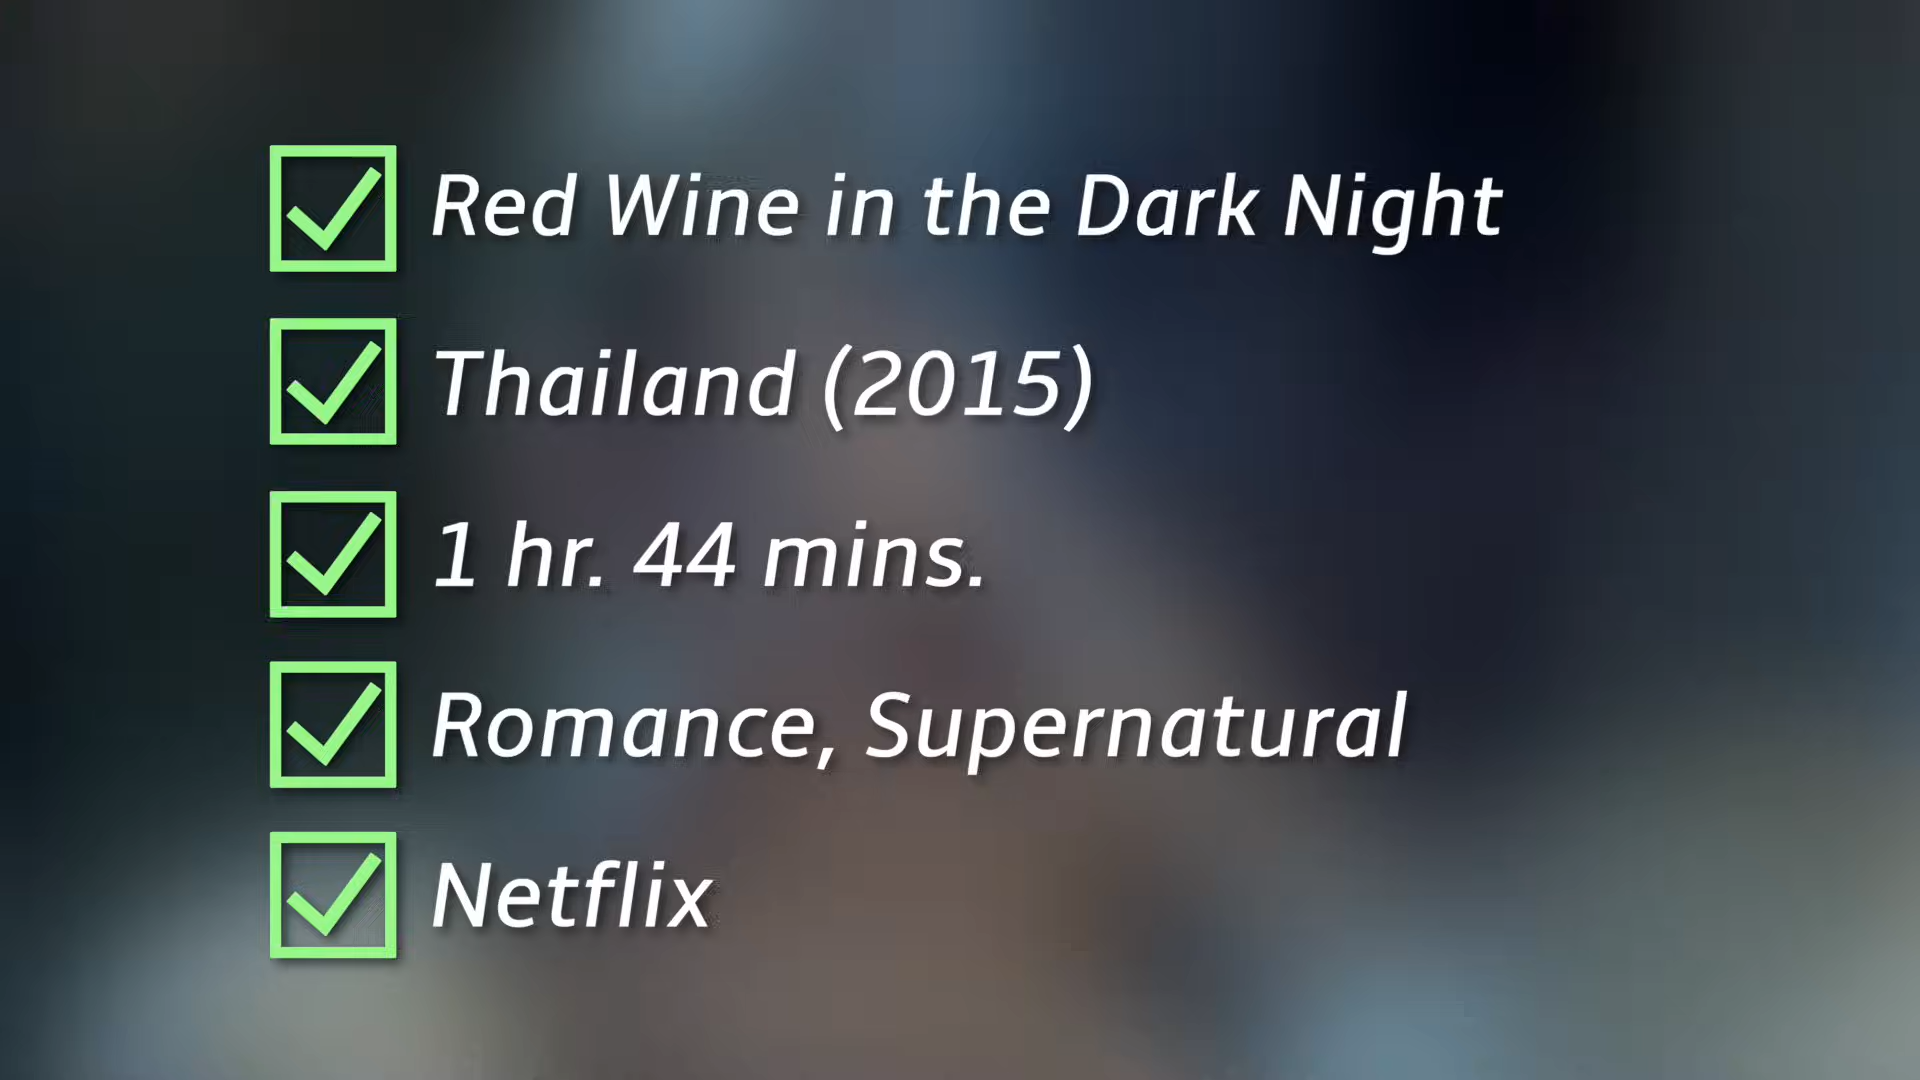 Red Wine in the Dark Night
Thailand (2015)
1 hr. 44 mins.
Romance, Supernatural
Netflix